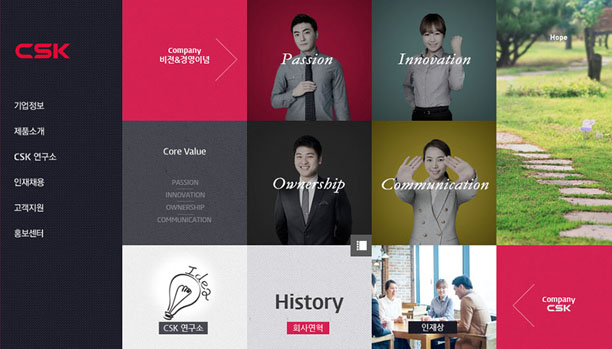 CSK
기업정보
제품소개
CSK 연구소
인재채용
고객지원
홍보센터
Company
비전&경영이념
Passion
Innovation
Hope
Core Value
PASSION
INNOVATION
OWNERSHIP
COMMUNICATION
Ownership
Communication
Idea
CSK 연구소
History
회사연혁
인재상
Company
CSK